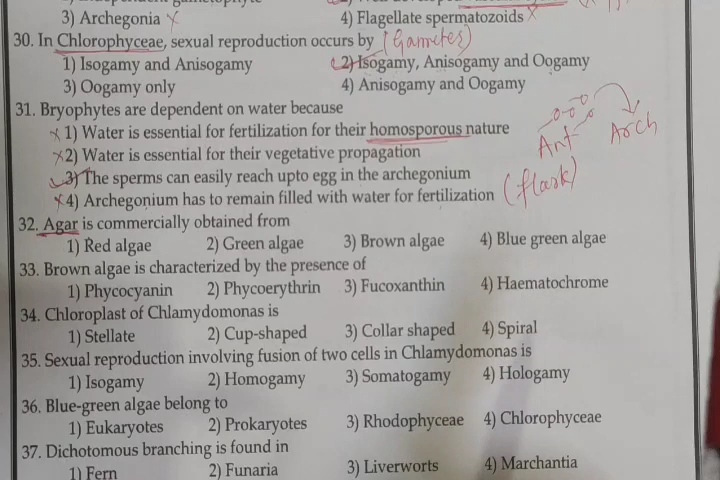 3) Archegonia x 4) Flagellate spermatozoids x
30. In Chlorophyceae, sexual reproduction occurs by (Gametes)
1) Isogamy and Anisogamy 2) Isogamy, Anisogamy and Oogamy
3) Oogamy only 4) Anisogamy and Oogamy
31. Bryophytes are dependent on water because
x 1) Water is essential for fertilization for their homosporous nature
x 2) Water is essential for their vegetative propagation
3) The sperms can easily reach upto egg in the archegonium
x 4) Archegonium has to remain filled with water for fertilization
Ant Arch
(flask)
32. Agar is commercially obtained from
1) Red algae 2) Green algae 3) Brown algae 4) Blue green algae
33. Brown algae is characterized by the presence of
1) Phycocyanin 2) Phycoerythrin 3) Fucoxanthin 4) Haematochrome
34. Chloroplast of Chlamydomonas is
1) Stellate 2) Cup-shaped 3) Collar shaped 4) Spiral
35. Sexual reproduction involving fusion of two cells in Chlamydomonas is
1) Isogamy 2) Homogamy 3) Somatogamy 4) Hologamy
36. Blue-green algae belong to
1) Eukaryotes 2) Prokaryotes 3) Rhodophyceae 4) Chlorophyceae
37. Dichotomous branching is found in
1) Fern 2) Funaria 3) Liverworts 4) Marchantia